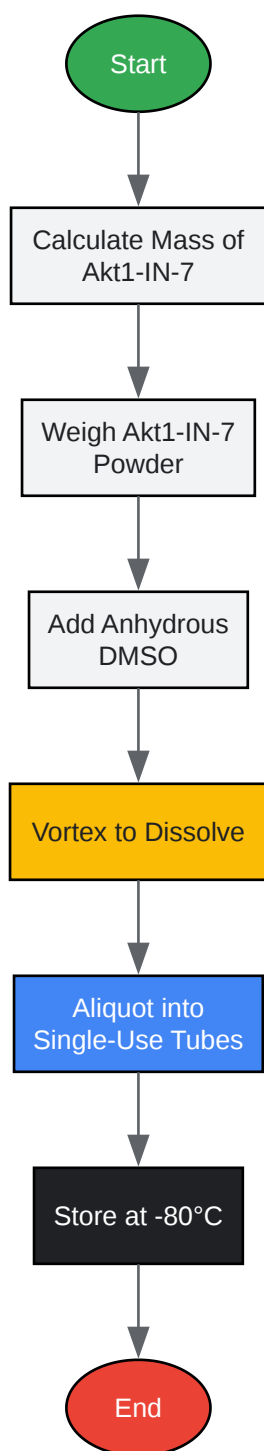 Start
Calculate Mass of
Akt1-IN-7
Weigh Akt1-IN-7
Powder
Add Anhydrous
DMSO
Vortex to Dissolve
Aliquot into
Single-Use Tubes
Store at -80°C
End